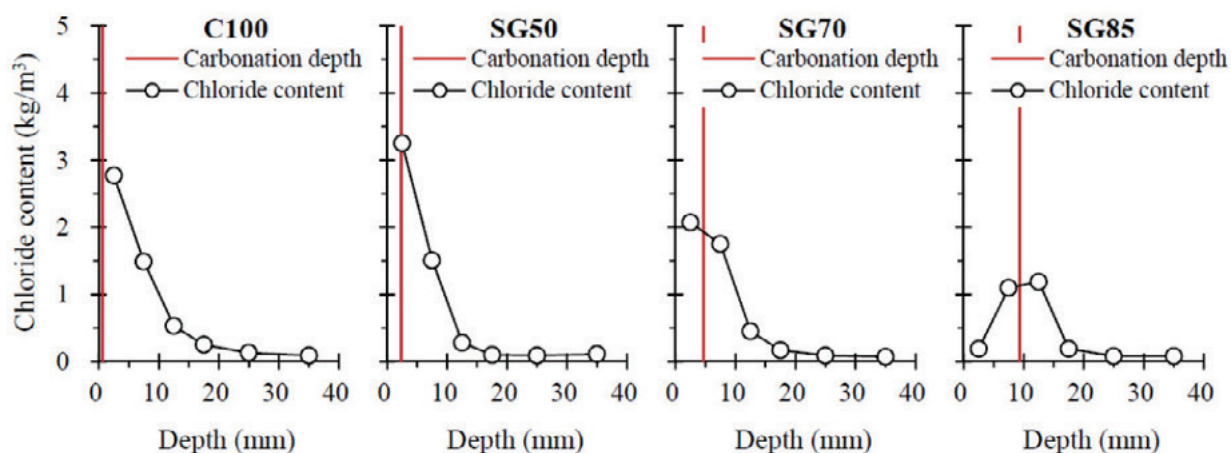 C100
Carbonation depth
Chloride content
SG50
Carbonation depth
Chloride content
SG70
Carbonation depth
Chloride content
SG85
Carbonation depth
Chloride content
Chloride content (kg/m³)
5
4
3
2
1
0
0 10 20 30 40
0 10 20 30 40
0 10 20 30 40
0 10 20 30 40
Depth (mm)
Depth (mm)
Depth (mm)
Depth (mm)